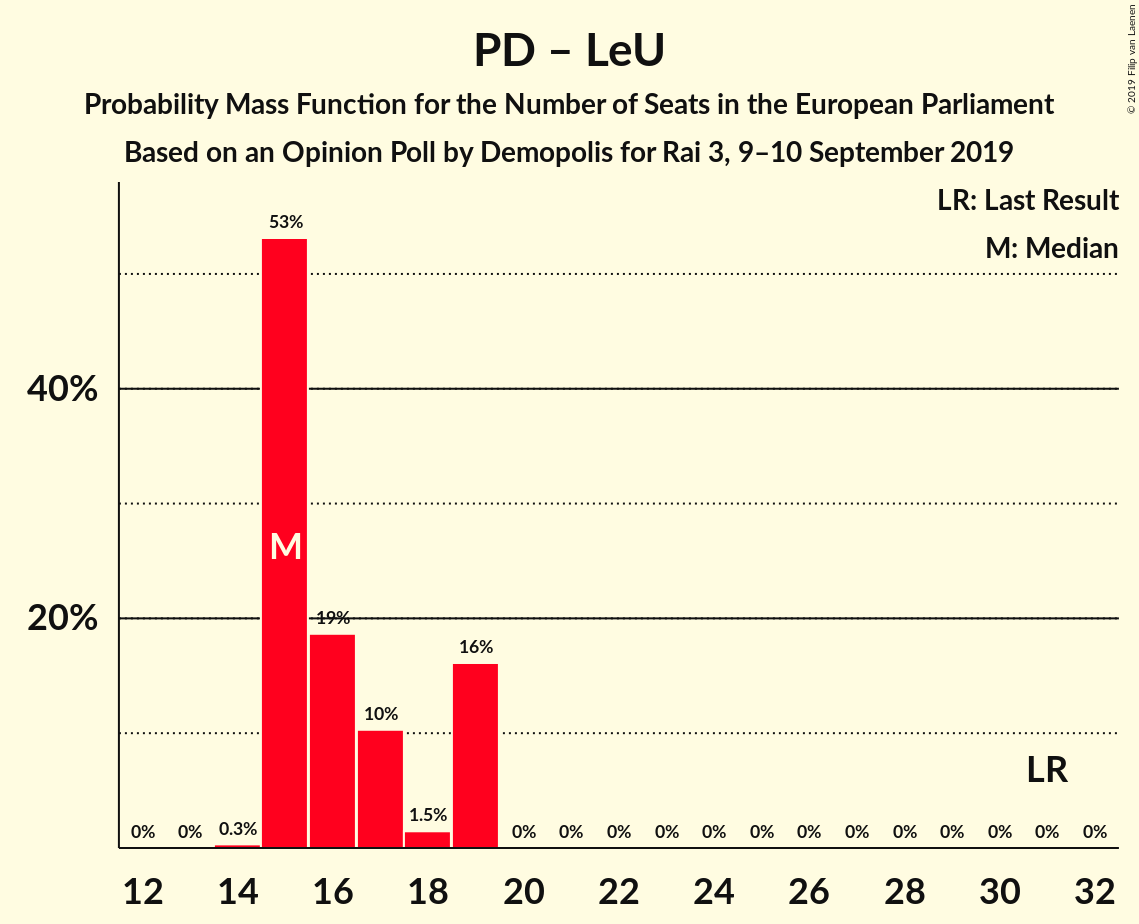 PD – LeU
Probability Mass Function for the Number of Seats in the European Parliament
Based on an Opinion Poll by Demopolis for Rai 3, 9–10 September 2019
© 2019 Filip van Laenen
LR: Last Result
M: Median
53%
40%
M
20%
19%
16%
10%
LR
0% 0% 0.3% 1.5% 0% 0% 0% 0% 0% 0% 0% 0% 0% 0% 0% 0% 0%
12 14 16 18 20 22 24 26 28 30 32